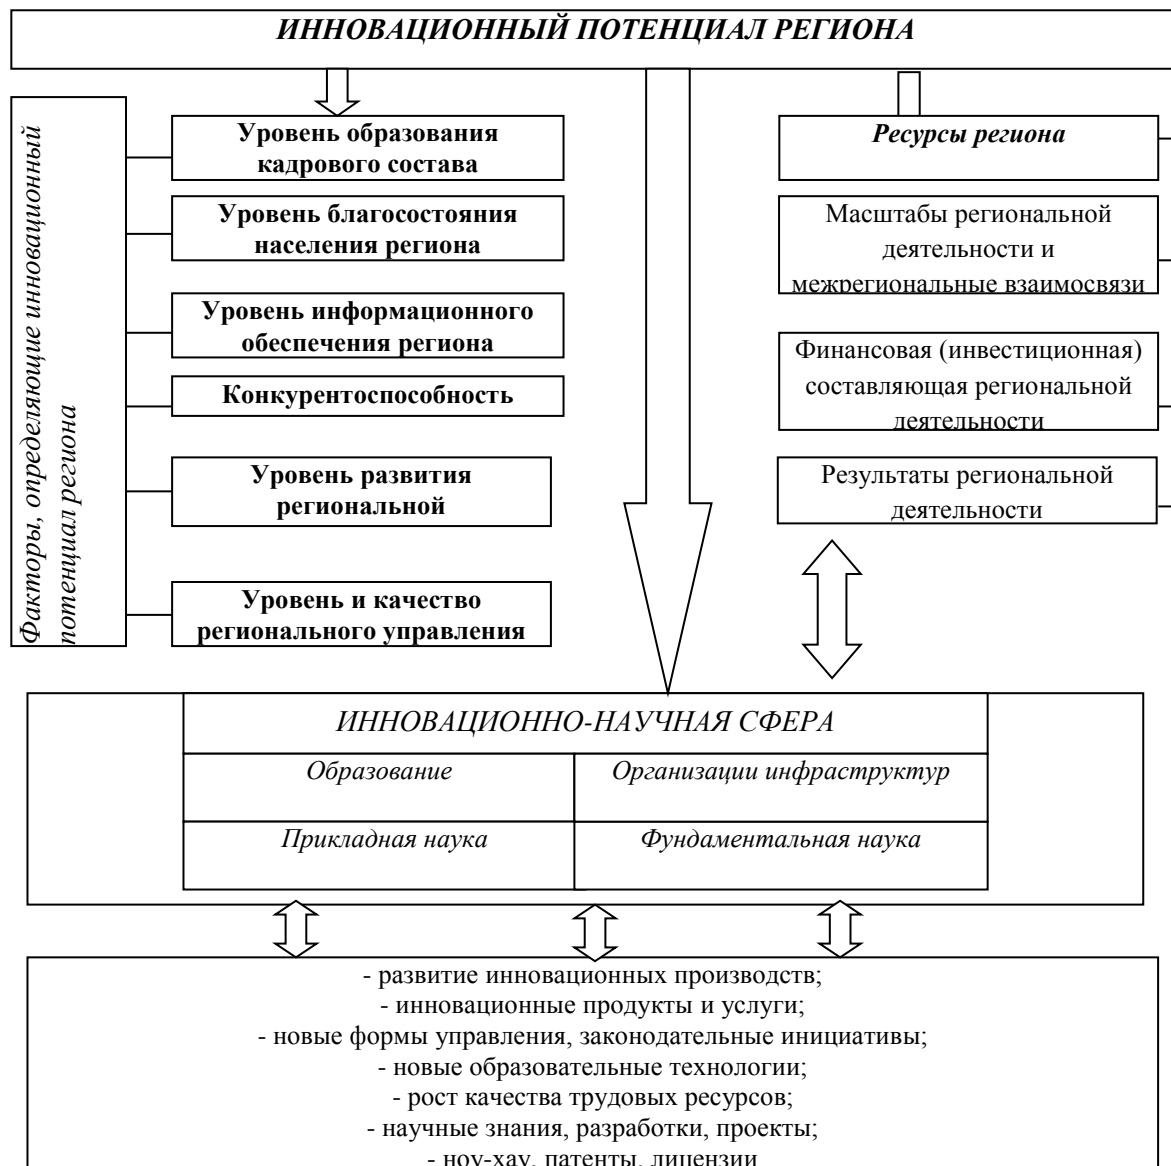 ИННОВАЦИОННЫЙ ПОТЕНЦИАЛ РЕГИОНА
Факторы, определяющие инновационный
потенциал региона
Уровень образования
кадрового состава
Уровень благосостояния
населения региона
Уровень информационного
обеспечения региона
Конкурентоспособность
Уровень развития
региональной
Уровень и качество
регионального управления
Ресурсы региона
Масштабы региональной
деятельности и
межрегиональные взаимосвязи
Финансовая (инвестиционная)
составляющая региональной
деятельности
Результаты региональной
деятельности
ИННОВАЦИОННО-НАУЧНАЯ СФЕРА
Образование
Организации инфраструктур
Прикладная наука
Фундаментальная наука
- развитие инновационных производств;
- инновационные продукты и услуги;
- новые формы управления, законодательные инициативы;
- новые образовательные технологии;
- рост качества трудовых ресурсов;
- научные знания, разработки, проекты;
- ноу-хау, патенты, лицензии